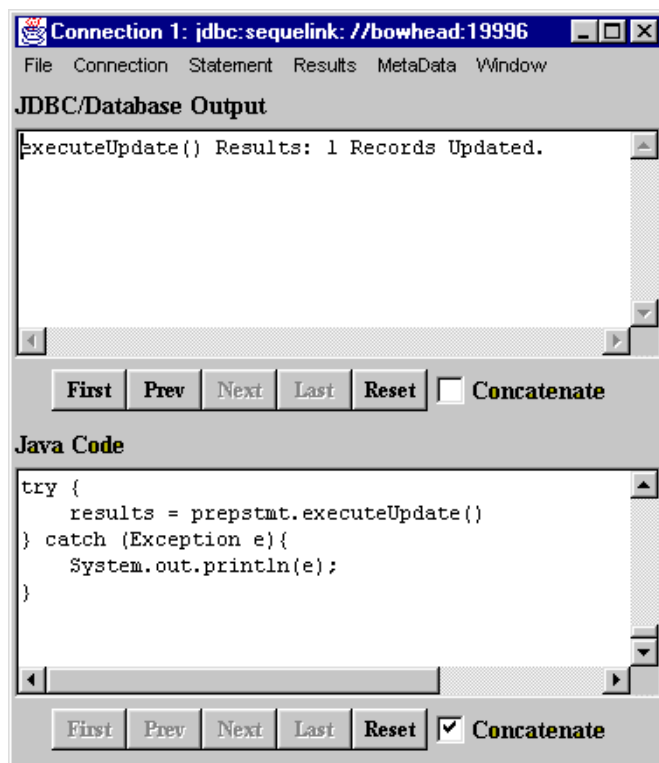 Connection 1: jdbc:sequelink: //bowhead:19996
File Connection Statement Results MetaData Window
JDBC/Database Output
executeUpdate() Results: 1 Records Updated.
First Prev Next Last Reset Concatenate
Java Code
try {
    results = prepstmt.executeUpdate()
} catch (Exception e){
    System.out.println(e);
}
First Prev Next Last Reset Concatenate